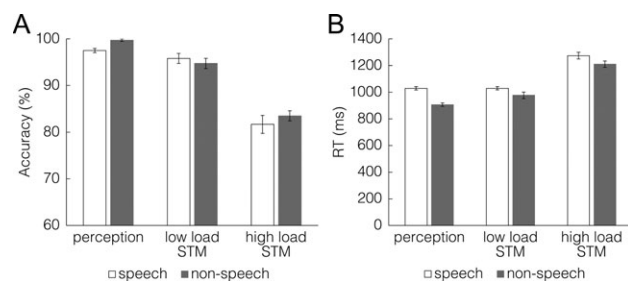 A
Accuracy (%)
100
90
80
70
60
perception
low load
STM
high load
STM
speech
non-speech
B
RT (ms)
1400
1200
1000
800
600
400
200
0
perception
low load
STM
high load
STM
speech
non-speech